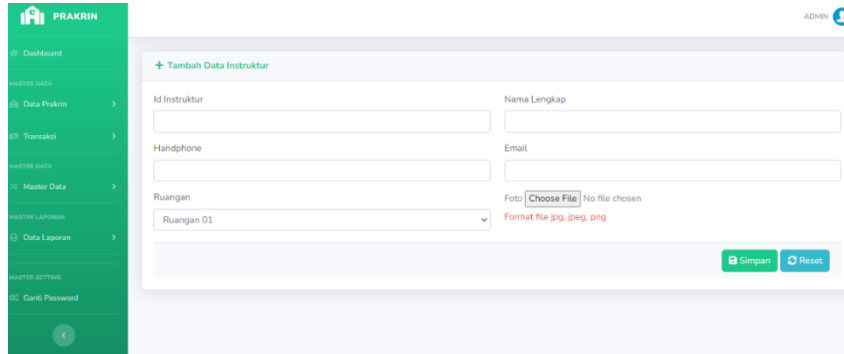 PRAKRIN
ADMIN
Dashboard
MASTER DATA
Data Prakrin
Transaksi
MASTER DATA
Master Data
MASTER LAPORAN
Data Laporan
MASTER SETTING
Ganti Password
+ Tambah Data Instruktur
Id Instruktur
Nama Lengkap
Handphone
Email
Ruangan
Foto Choose File No file chosen
Ruangan 01
Format file jpg, jpeg, png
Simpan
Reset